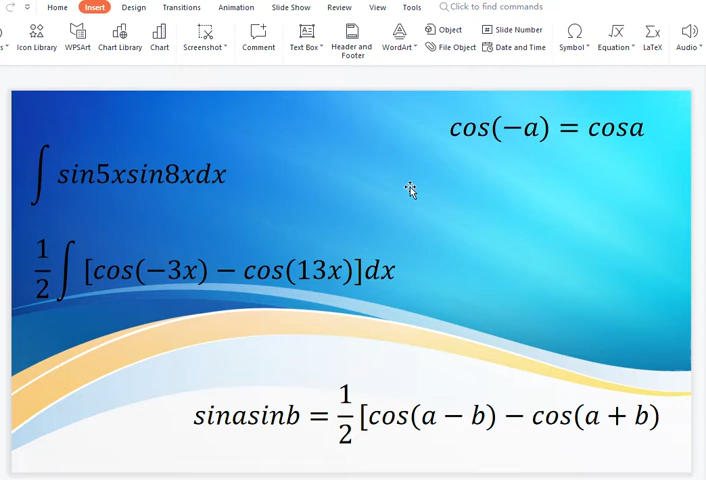 Home Insert Design Transitions Animation Slide Show Review View Tools Click to find commands
Icon Library WPSArt Chart Library Chart Screenshot Comment Text Box Header and Footer WordArt Object File Object Slide Number Date and Time Symbol Equation LaTeX Audio
cos(−a) = cosa
∫ sin5xsin8xdx
1/2 ∫ [cos(−3x) − cos(13x)]dx
sinasinb = 1/2 [cos(a − b) − cos(a + b)